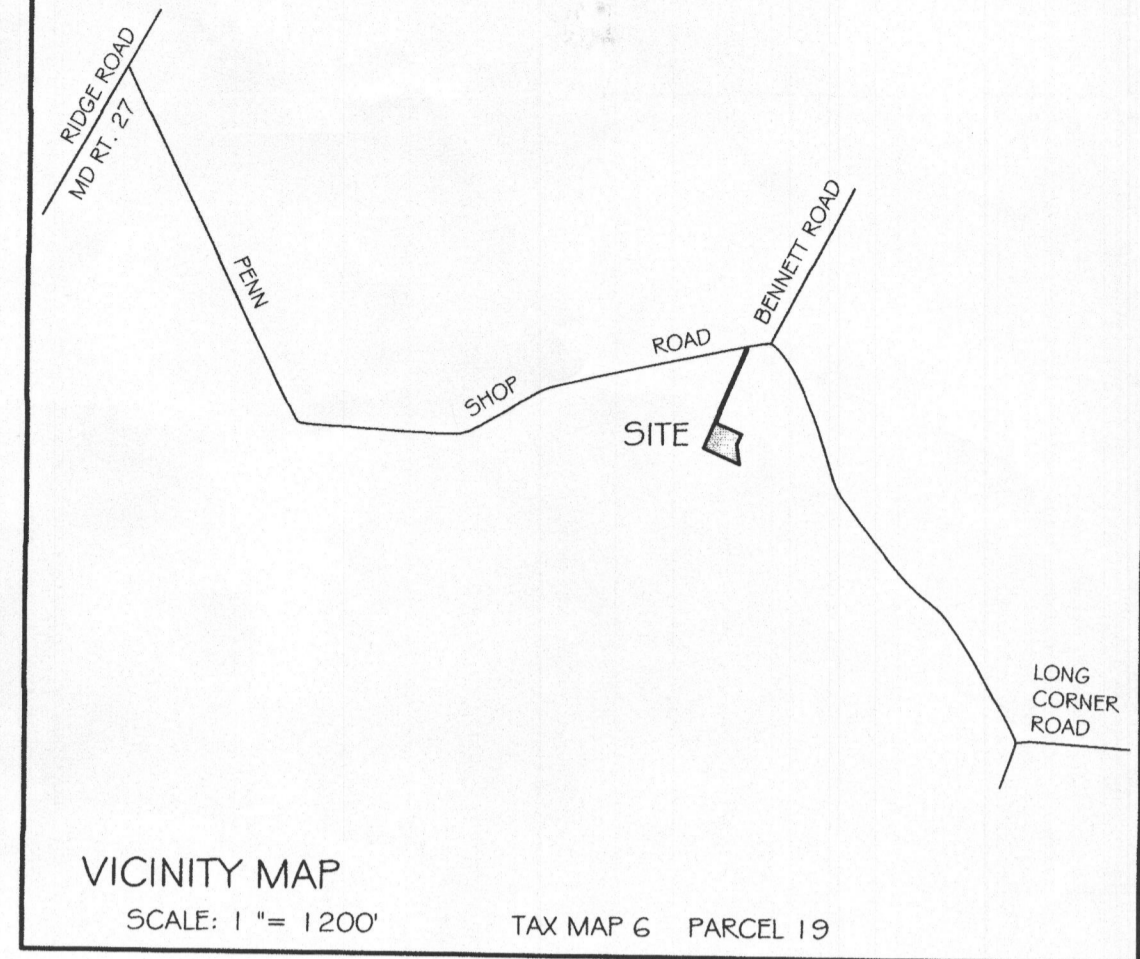 RIDGE ROAD
MD RT. 27
PENN
SHOP
ROAD
BENNETT ROAD
SITE
LONG
CORNER
ROAD
VICINITY MAP
SCALE: 1 "= 1200'
TAX MAP 6 PARCEL 19